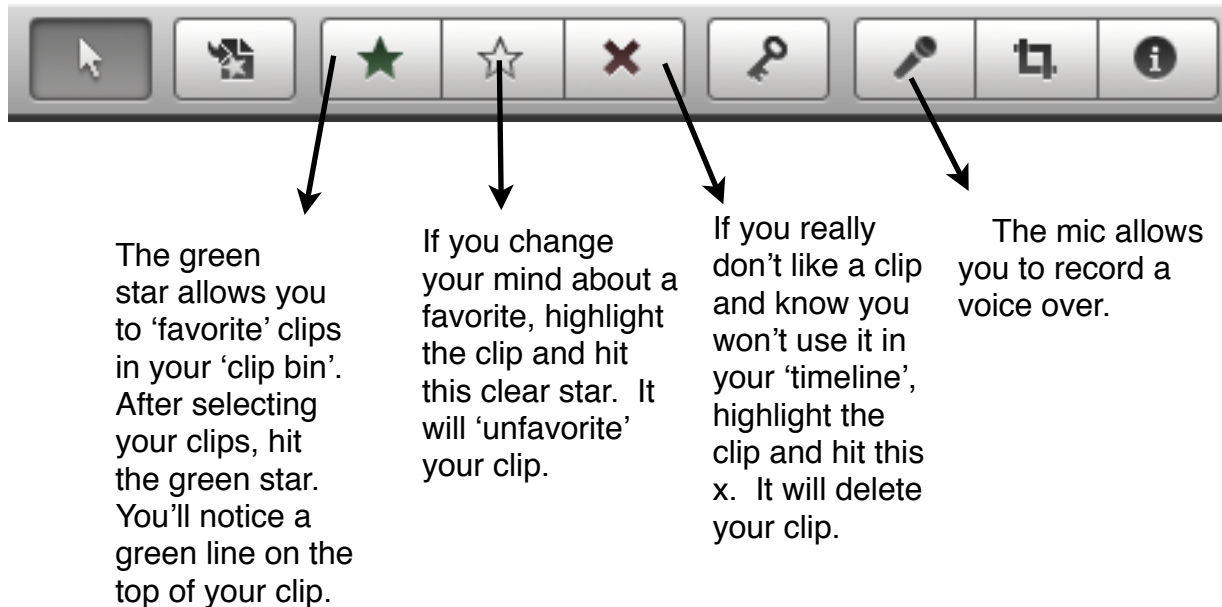 The green
star allows you
to ‘favorite’ clips
in your ‘clip bin’.
After selecting
your clips, hit
the green star.
You’ll notice a
green line on the
top of your clip.
If you change
your mind about a
favorite, highlight
the clip and hit
this clear star.  It
will ‘unfavorite’
your clip.
If you really
don’t like a clip
and know you
won’t use it in
your ‘timeline’,
highlight the
clip and hit this
x.  It will delete
your clip.
The mic allows
you to record a
voice over.